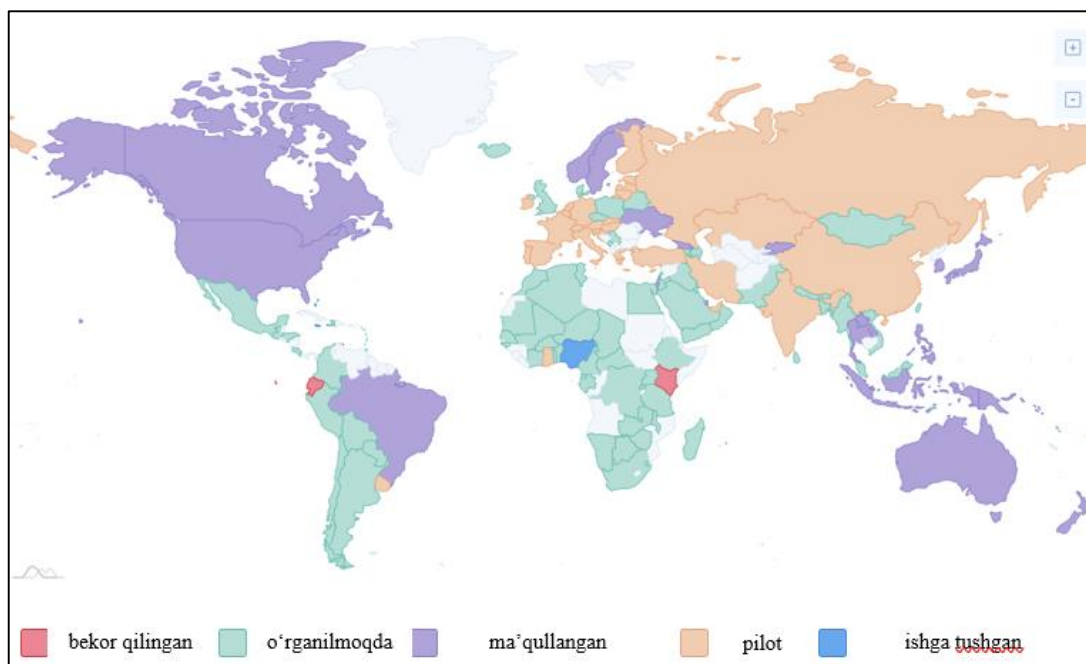 +
-
bekor qilingan o‘rganilmoqda ma’qullangan pilot ishga tushgan